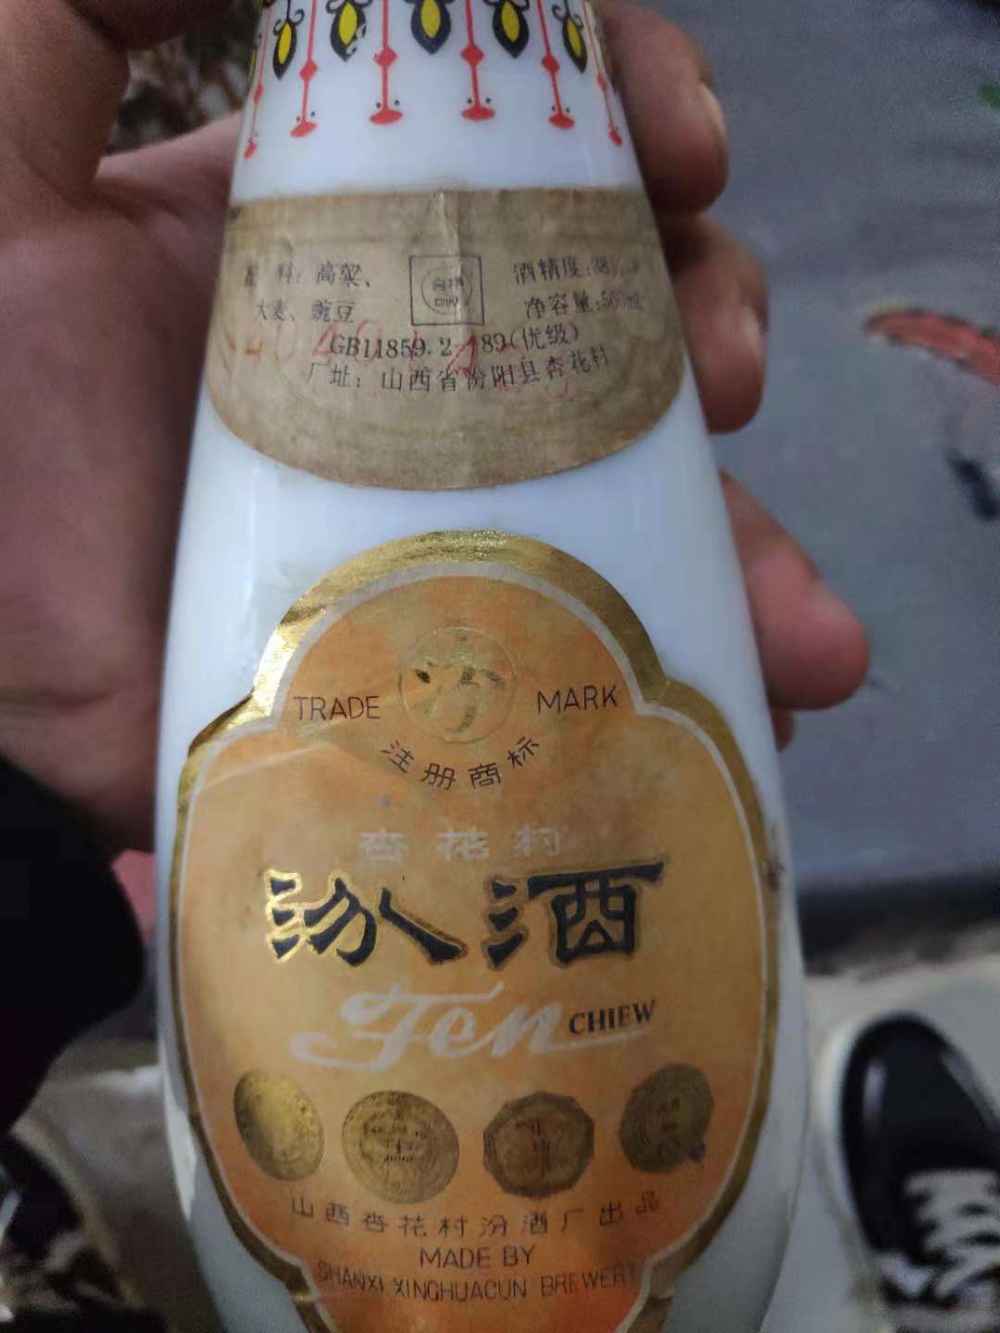 料：高粱、
大麦、豌豆
酒精度：
净容量：
GB11859.2-89(优级)
厂址：山西省汾阳县杏花村
汾
TRADE MARK
注册商标
杏花村
汾酒
Fen CHIEW
山西杏花村汾酒厂出品
MADE BY
SHANXI XINGHUACUN BREWERY